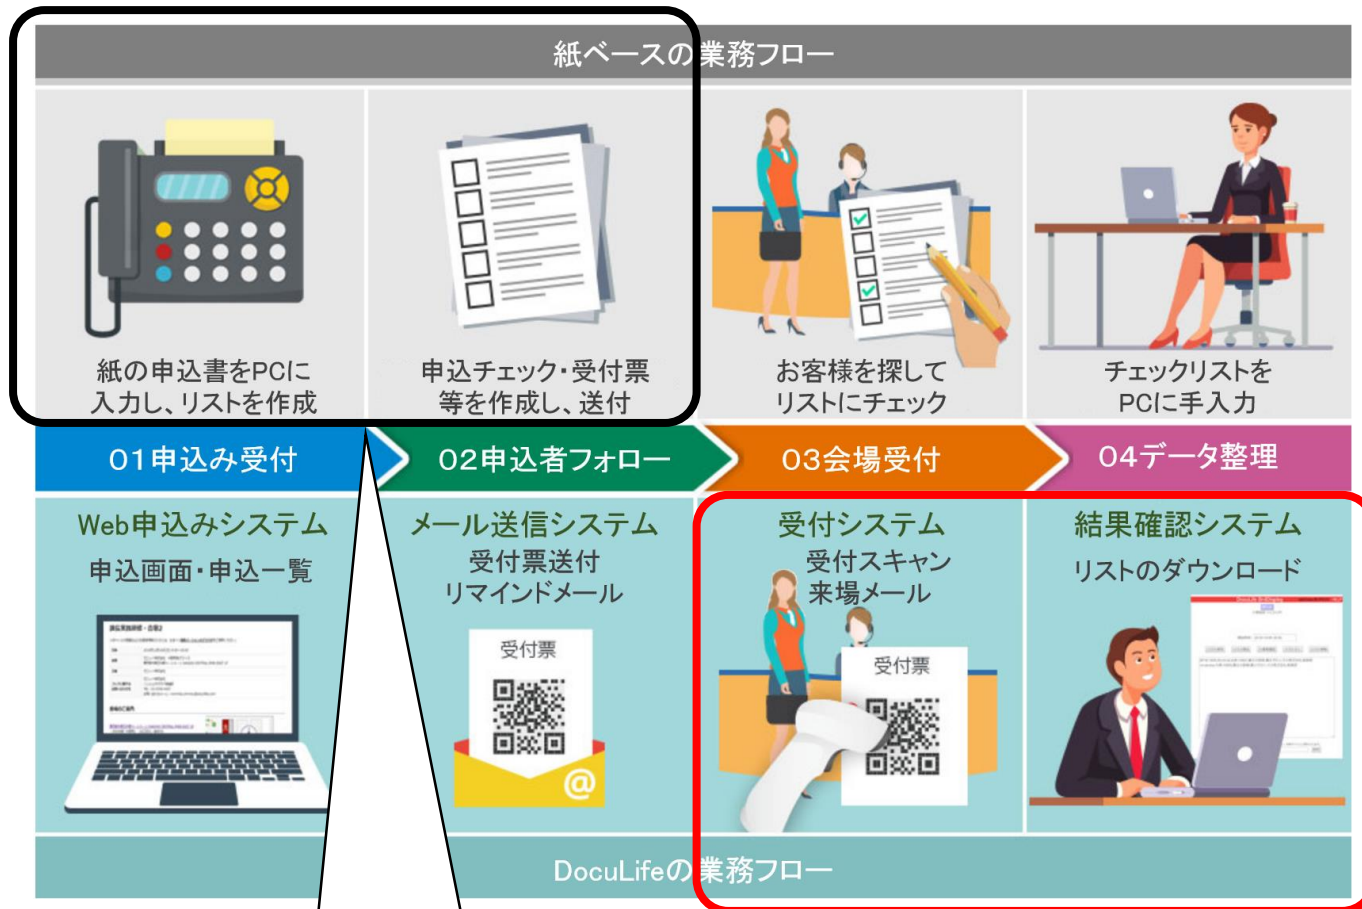 紙ベースの業務フロー
紙の申込書をPCに
入力し、リストを作成
申込チェック・受付票
等を作成し、送付
お客様を探して
リストにチェック
チェックリストを
PCに手入力
01申込み受付
02申込者フォロー
03会場受付
04データ整理
Web申込みシステム
申込画面・申込一覧
メール送信システム
受付票送付
リマインドメール
受付票
@
受付システム
受付スキャン
来場メール
受付票
結果確認システム
リストのダウンロード
DocuLifeの業務フロー